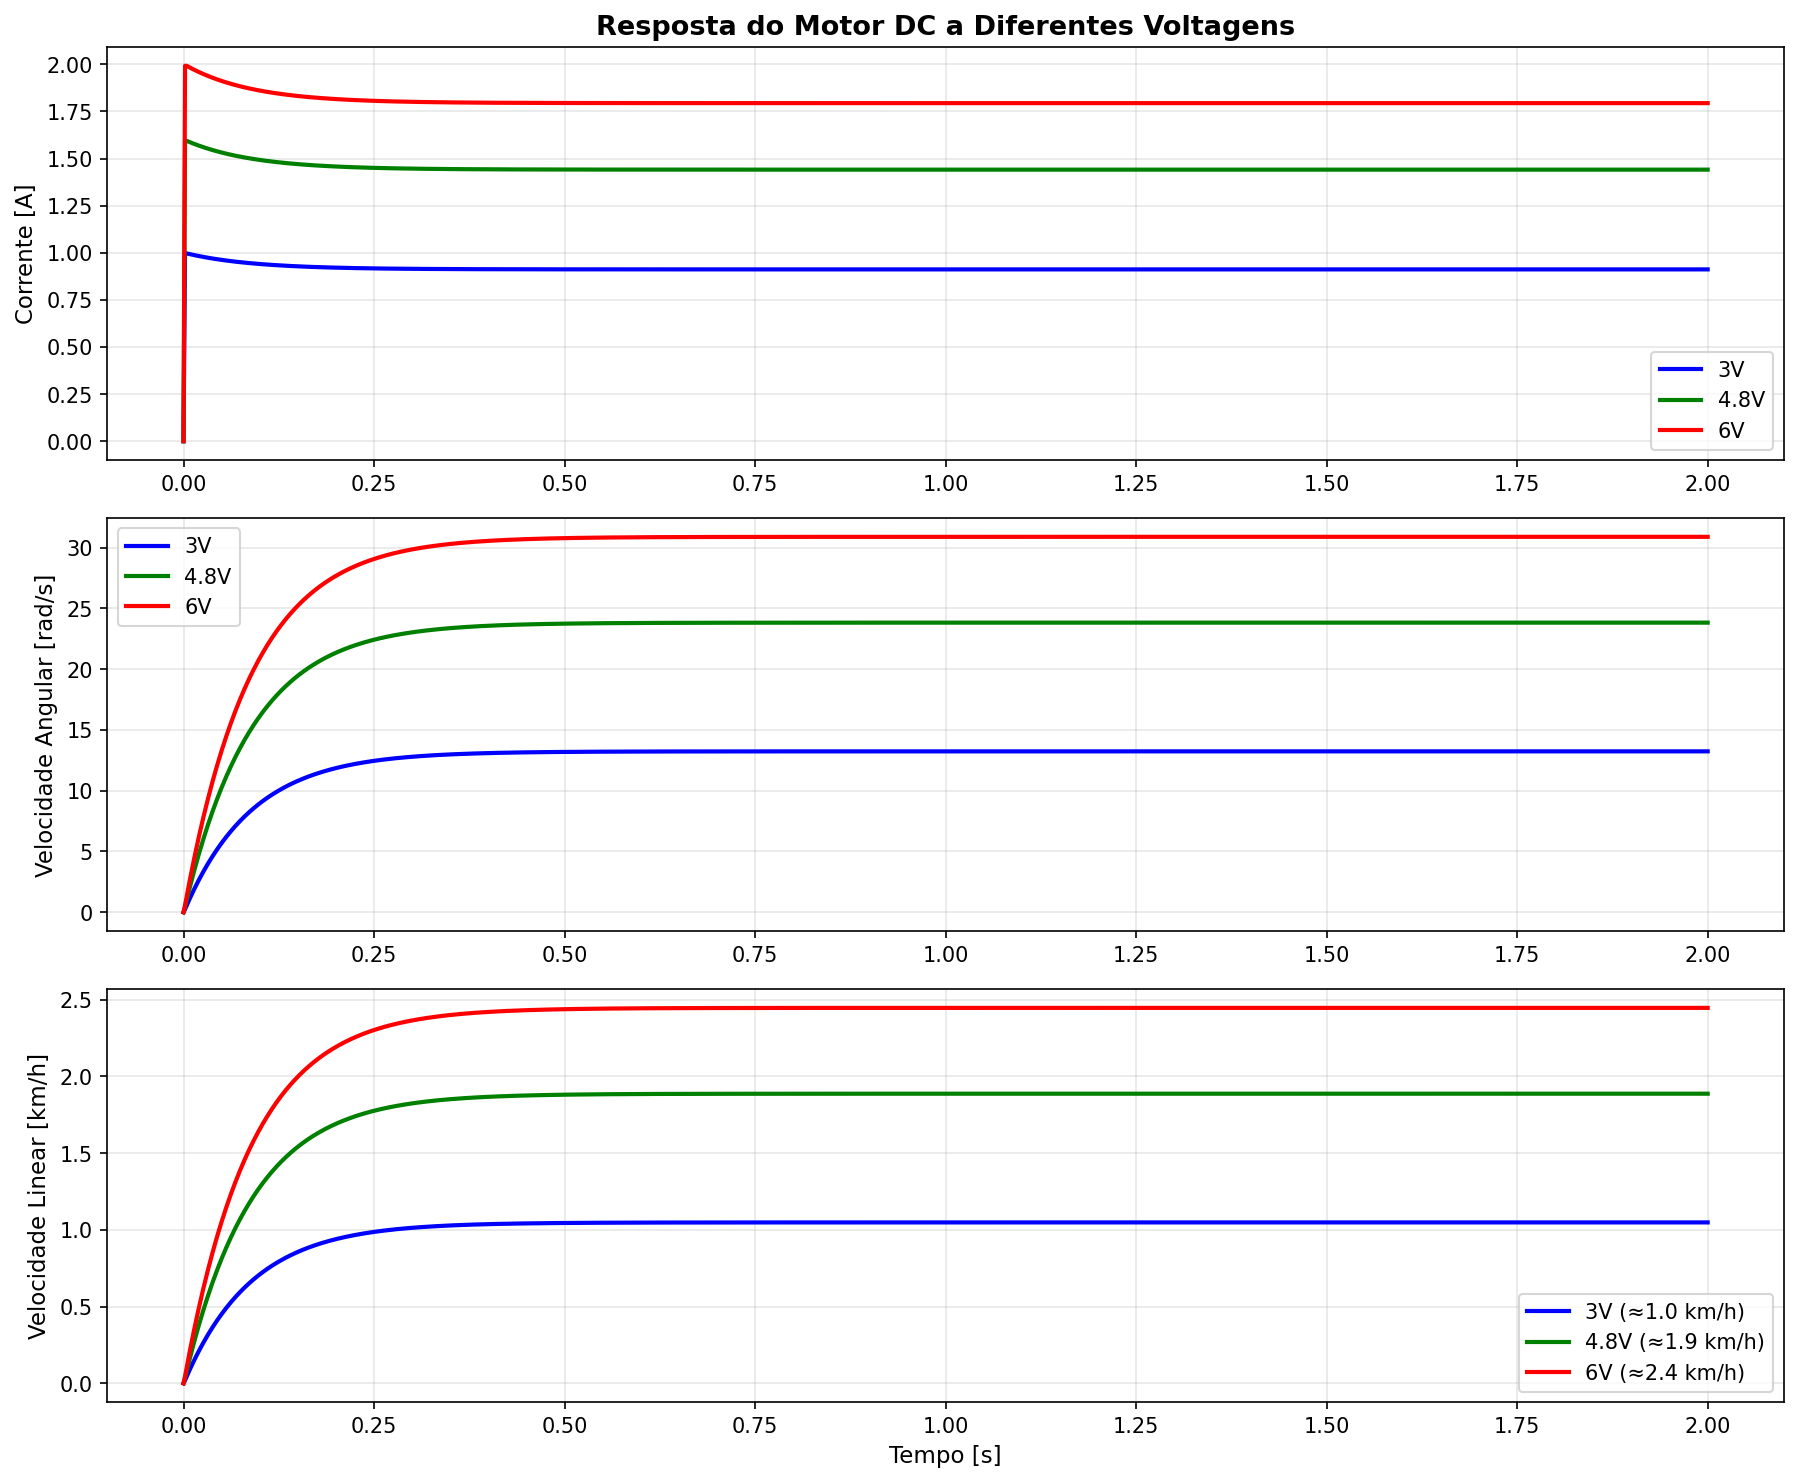 Resposta do Motor DC a Diferentes Voltagens
Corrente [A]
2.00
1.75
1.50
1.25
1.00
0.75
0.50
0.25
0.00
3V
4.8V
6V
0.00 0.25 0.50 0.75 1.00 1.25 1.50 1.75 2.00
Velocidade Angular [rad/s]
30
25
20
15
10
5
0
3V
4.8V
6V
0.00 0.25 0.50 0.75 1.00 1.25 1.50 1.75 2.00
Velocidade Linear [km/h]
2.5
2.0
1.5
1.0
0.5
0.0
3V (≈1.0 km/h)
4.8V (≈1.9 km/h)
6V (≈2.4 km/h)
0.00 0.25 0.50 0.75 1.00 1.25 1.50 1.75 2.00
Tempo [s]